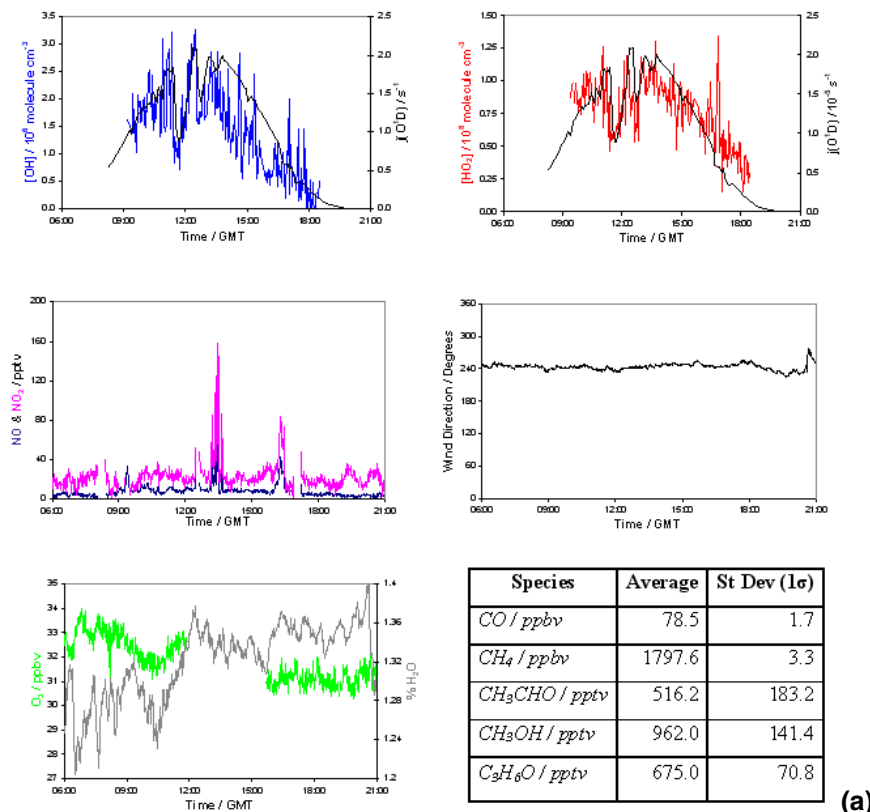 [OH] / 10⁶ molecule cm⁻³
3.5
3.0
2.5
2.0
1.5
1.0
0.5
0.0
2.5
2.0
1.5
1.0
0.5
0.0
j(O¹D) / s⁻¹
06:00 09:00 12:00 15:00 18:00 21:00
Time / GMT
[HO₂] / 10⁸ molecule cm⁻³
1.50
1.25
1.00
0.75
0.50
0.25
0.00
2.5
2.0
1.5
1.0
0.5
0.0
j(O¹D) / 10⁻⁵ s⁻¹
06:00 09:00 12:00 15:00 18:00 21:00
Time / GMT
NO & NO₂ / pptv
200
160
120
80
40
0
06:00 09:00 12:00 15:00 18:00 21:00
Time / GMT
Wind Direction / Degrees
360
300
240
180
120
60
0
06:00 09:00 12:00 15:00 18:00 21:00
Time / GMT
O₃ / ppbv
35
34
33
32
31
30
29
28
27
1.4
1.36
1.32
1.28
1.24
1.2
% H₂O
06:00 09:00 12:00 15:00 18:00 21:00
Time / GMT
Species Average St Dev (1σ)
CO / ppbv 78.5 1.7
CH₄ / ppbv 1797.6 3.3
CH₃CHO / pptv 516.2 183.2
CH₃OH / pptv 962.0 141.4
C₃H₆O / pptv 675.0 70.8
(a)